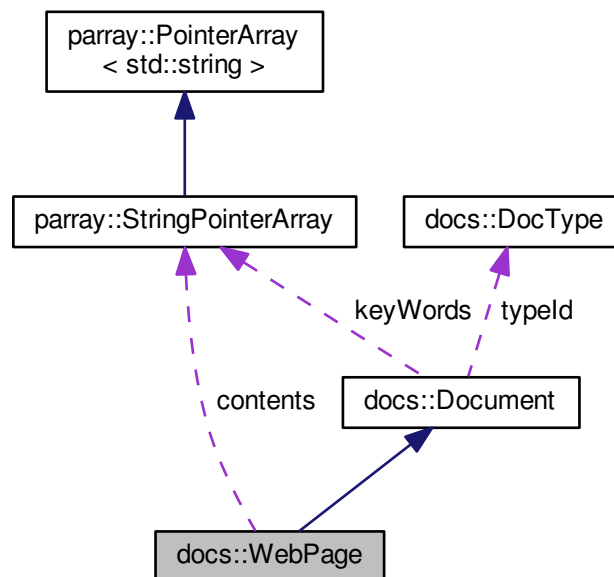 parray::PointerArray
< std::string >
parray::StringPointerArray
docs::DocType
keyWords
typeId
contents
docs::Document
docs::WebPage